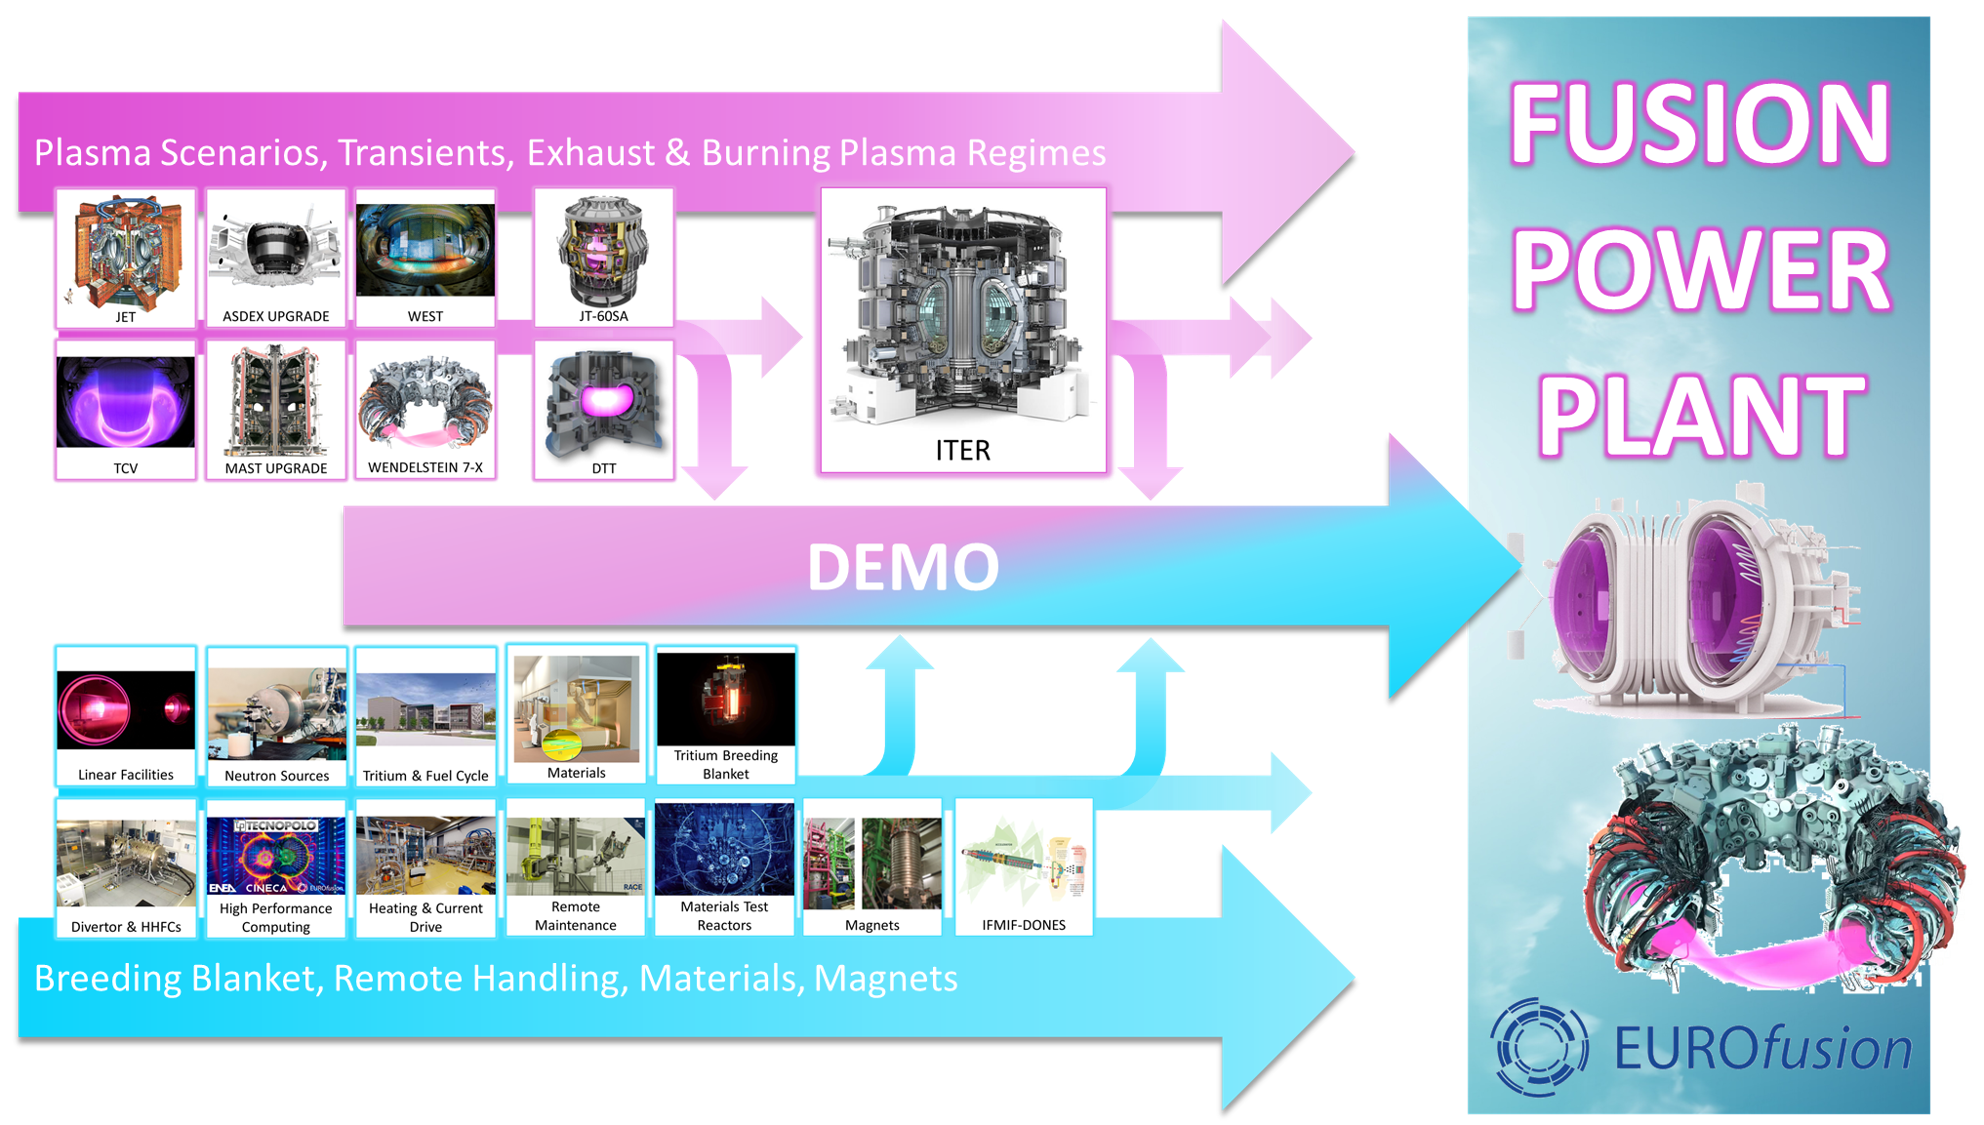 Plasma Scenarios, Transients, Exhaust & Burning Plasma Regimes
JET
ASDEX UPGRADE
WEST
JT-60SA
TCV
MAST UPGRADE
WENDELSTEIN 7-X
DTT
ITER
DEMO
Linear Facilities
Neutron Sources
Tritium & Fuel Cycle
Materials
Tritium Breeding
Blanket
Divertor & HHFCs
TECNOPOLO
ENEA CINECA EUROfusion
High Performance
Computing
Heating & Current
Drive
RACE
Remote
Maintenance
Materials Test
Reactors
Magnets
IFMIF-DONES
Breeding Blanket, Remote Handling, Materials, Magnets
FUSION
POWER
PLANT
EUROfusion